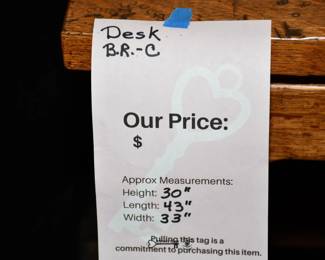 Desk
B.R.-C
Our Price:
$
Approx Measurements:
Height: 30"
Length: 43"
Width: 33"
Pulling this tag is a
commitment to purchasing this item.